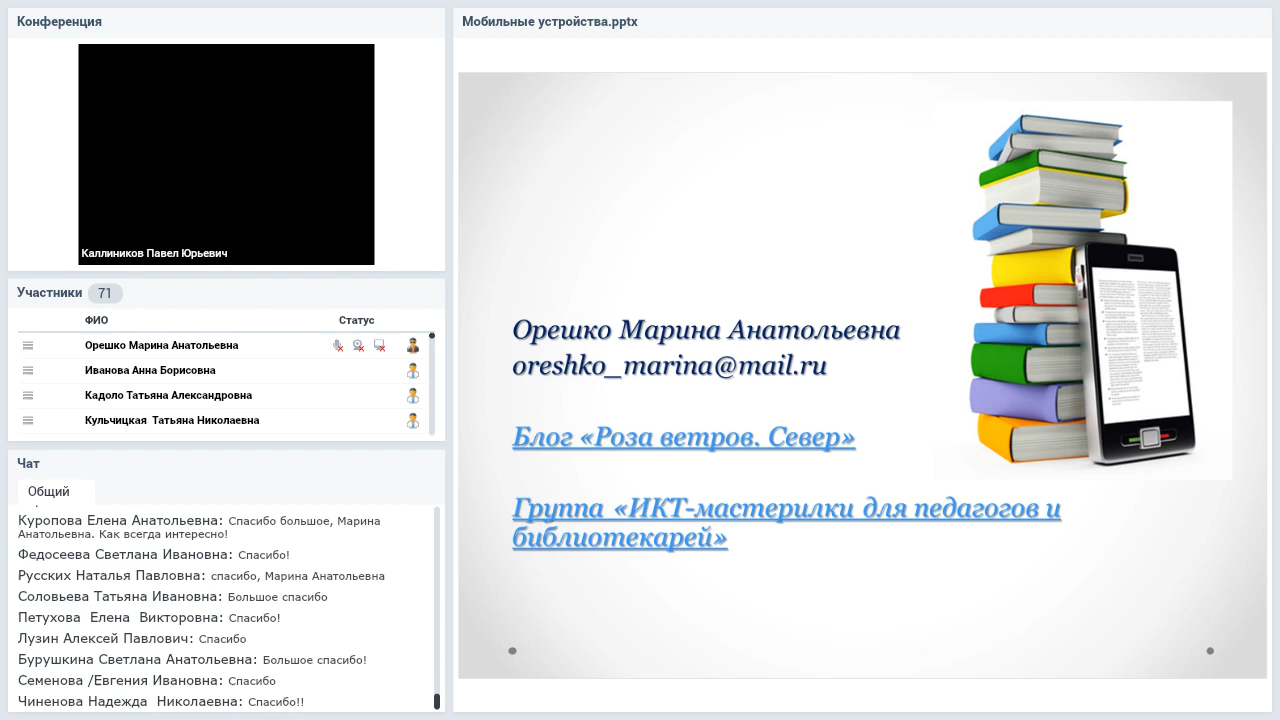 Конференция
Каллиников Павел Юрьевич
Участники 71
ФИО Статус
Орешко Марина Анатольевна
Иванова Анна Борисовна
Кадоло Татьяна Александровна
Кульчицкая Татьяна Николаевна
Чат
Общий
Куропова Елена Анатольевна: Спасибо большое, Марина
Анатольевна. Как всегда интересно!
Федосеева Светлана Ивановна: Спасибо!
Русских Наталья Павловна: спасибо, Марина Анатольевна
Соловьева Татьяна Ивановна: Большое спасибо
Петухова Елена Викторовна: Спасибо!
Лузин Алексей Павлович: Спасибо
Бурушкина Светлана Анатольевна: Большое спасибо!
Семенова /Евгения Ивановна: Спасибо
Чиненова Надежда Николаевна: Спасибо!!
Мобильные устройства.pptx
Орешко Марина Анатольевна
oreshko_marina@mail.ru
Блог «Роза ветров. Север»
Группа «ИКТ-мастерилки для педагогов и
библиотекарей»